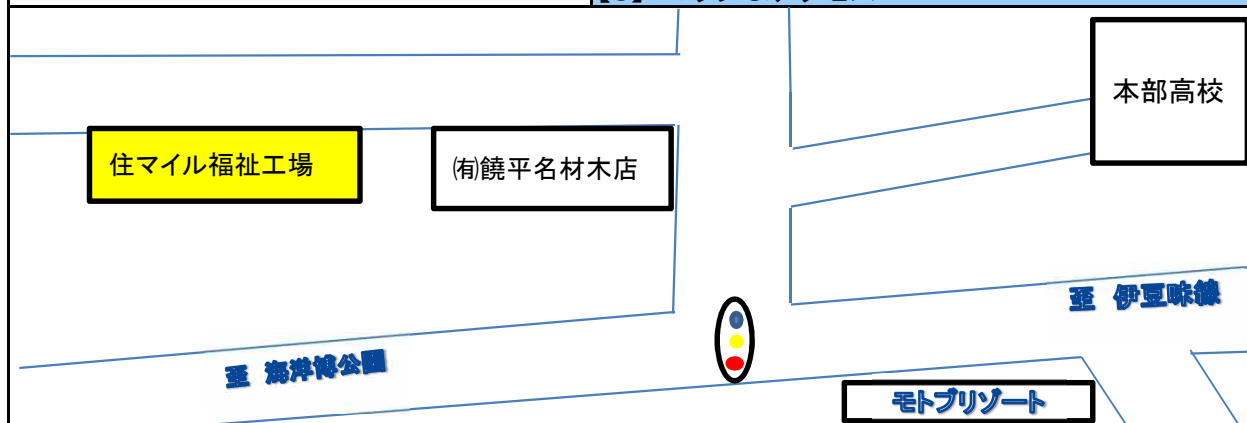 本部高校
住マイル福祉工場
㈲饒平名材木店
至 伊豆味線
至 海洋博公園
モトブリゾート